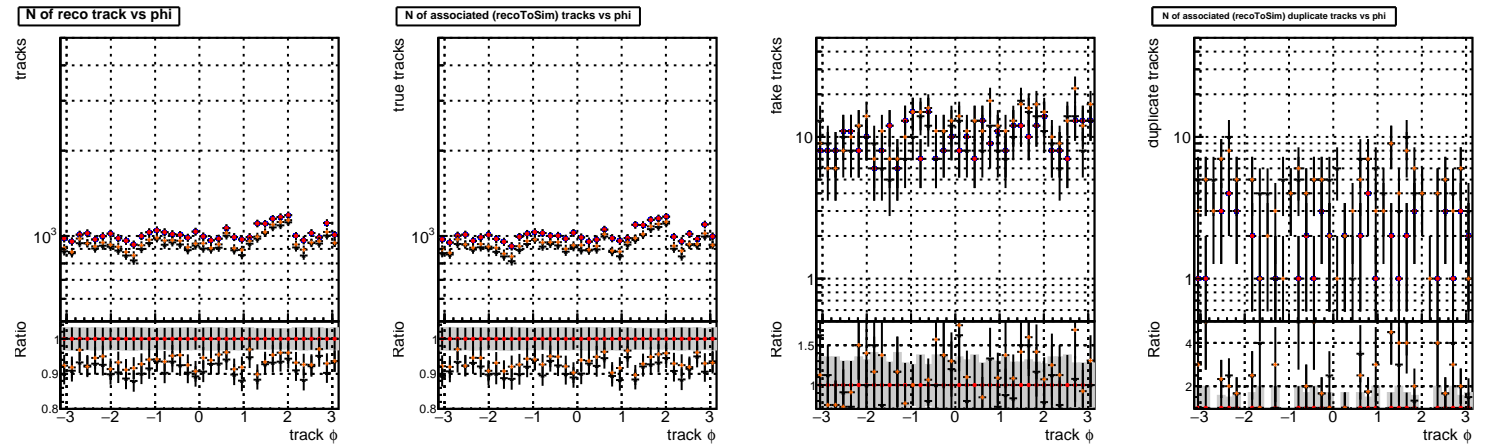 N of reco track vs phi
tracks
10³
Ratio
1
0.9
0.8
−3 −2 −1 0 1 2 3
track ϕ
N of associated (recoToSim) tracks vs phi
true tracks
10³
Ratio
1
0.9
0.8
−3 −2 −1 0 1 2 3
track ϕ
fake tracks
10
1
Ratio
1.5
1
−3 −2 −1 0 1 2 3
track ϕ
N of associated (recoToSim) duplicate tracks vs phi
duplicate tracks
10
1
Ratio
4
2
−3 −2 −1 0 1 2 3
track ϕ